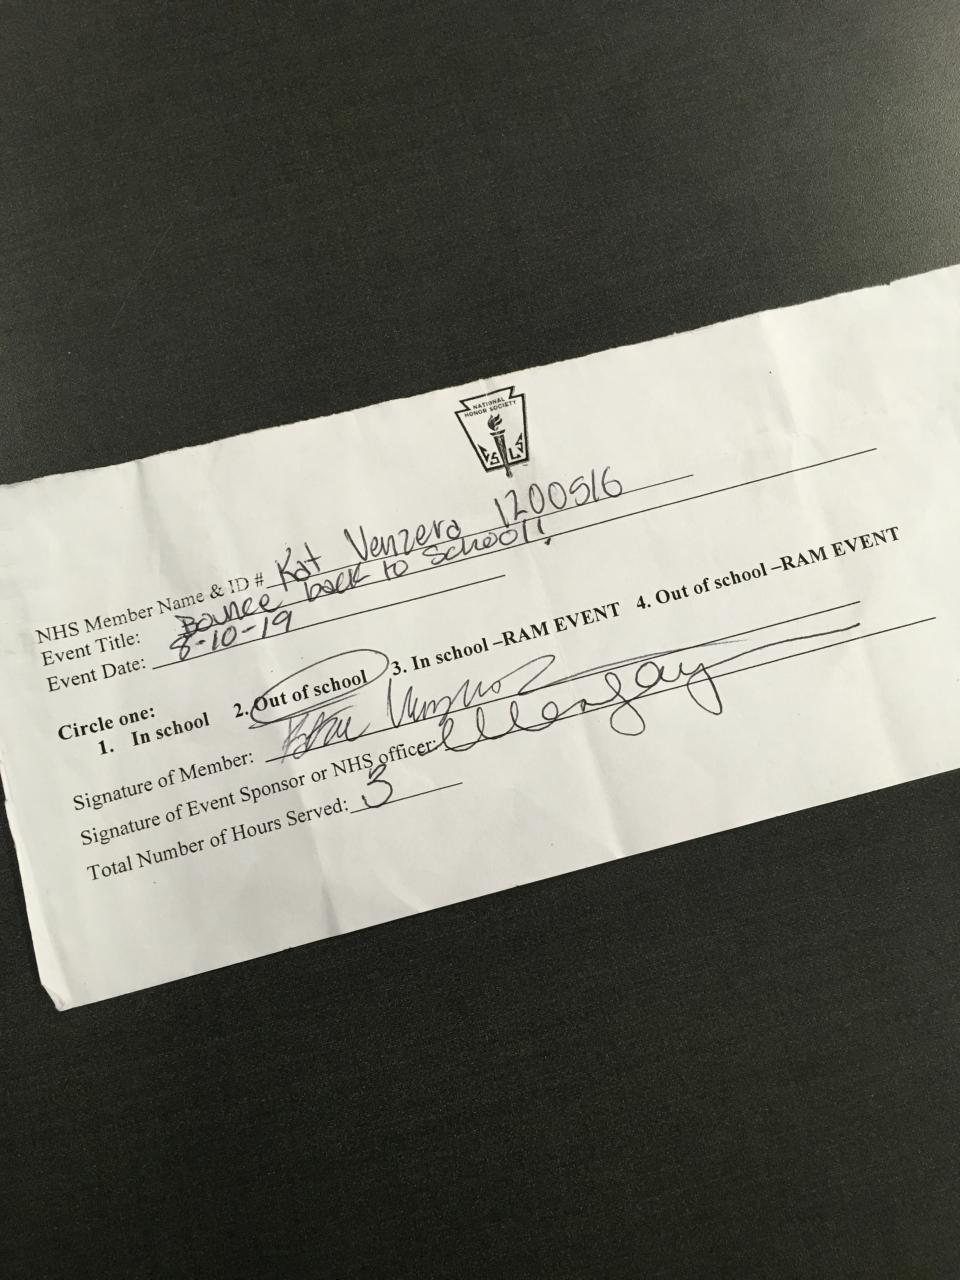 NATIONAL
HONOR SOCIETY
NHS Member Name & ID # Kat Venzera 1200516
Event Title: Bounce back to School!
Event Date: 8-10-19
Circle one:
1. In school 2. Out of school 3. In school –RAM EVENT 4. Out of school –RAM EVENT
Signature of Member:
Signature of Event Sponsor or NHS officer:
Total Number of Hours Served: 3